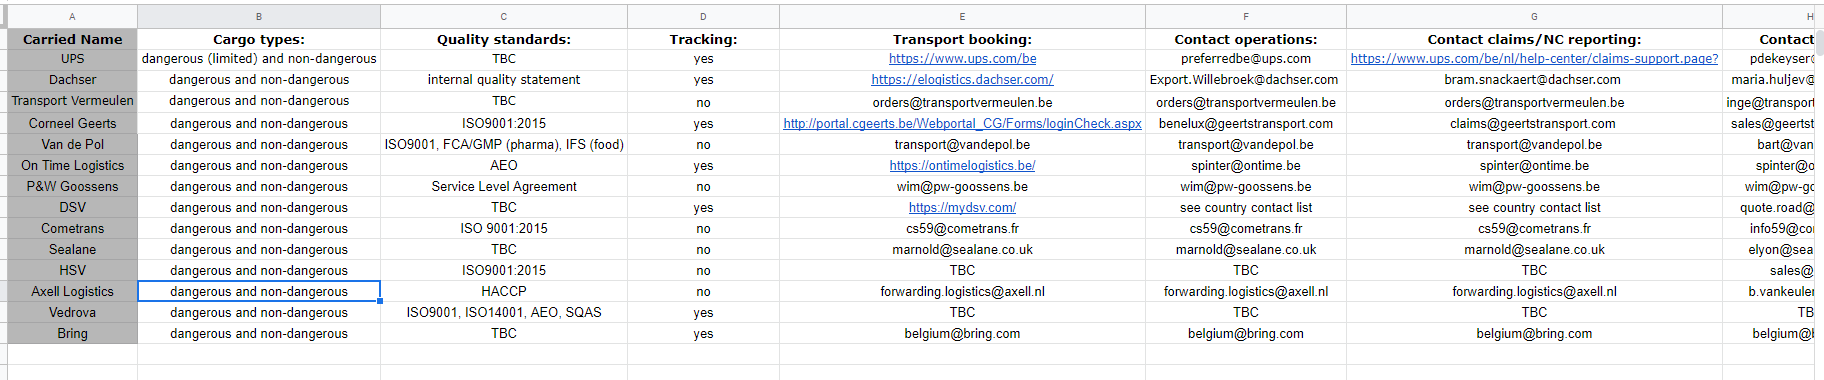 A B C D E F G H
Carried Name Cargo types: Quality standards: Tracking: Transport booking: Contact operations: Contact claims/NC reporting: Contact
UPS dangerous (limited) and non-dangerous TBC yes https://www.ups.com/be preferredbe@ups.com https://www.ups.com/be/nl/help-center/claims-support.page? pdekeyser@
Dachser dangerous and non-dangerous internal quality statement yes https://elogistics.dachser.com/ Export.Willebroek@dachser.com bram.snackaert@dachser.com maria.huljev@
Transport Vermeulen dangerous and non-dangerous TBC no orders@transportvermeulen.be orders@transportvermeulen.be orders@transportvermeulen.be inge@transport
Corneel Geerts dangerous and non-dangerous ISO9001:2015 yes http://portal.cgeerts.be/Webportal_CG/Forms/loginCheck.aspx benelux@geertstransport.com claims@geertstransport.com sales@geertst
Van de Pol dangerous and non-dangerous ISO9001, FCA/GMP (pharma), IFS (food) no transport@vandepol.be transport@vandepol.be transport@vandepol.be bart@van
On Time Logistics dangerous and non-dangerous AEO yes https://ontimelogistics.be/ spinter@ontime.be spinter@ontime.be spinter@o
P&W Goossens dangerous and non-dangerous Service Level Agreement no wim@pw-goossens.be wim@pw-goossens.be wim@pw-goossens.be wim@pw-go
DSV dangerous and non-dangerous TBC yes https://mydsv.com/ see country contact list see country contact list quote.road@
Cometrans dangerous and non-dangerous ISO 9001:2015 no cs59@cometrans.fr cs59@cometrans.fr cs59@cometrans.fr info59@co
Sealane dangerous and non-dangerous TBC no marnold@sealane.co.uk marnold@sealane.co.uk marnold@sealane.co.uk elyon@sea
HSV dangerous and non-dangerous ISO9001:2015 no TBC TBC TBC sales@
Axell Logistics dangerous and non-dangerous HACCP no forwarding.logistics@axell.nl forwarding.logistics@axell.nl forwarding.logistics@axell.nl b.vankeule
Vedrova dangerous and non-dangerous ISO9001, ISO14001, AEO, SQAS yes TBC TBC TBC TB
Bring dangerous and non-dangerous TBC yes belgium@bring.com belgium@bring.com belgium@bring.com belgium@b